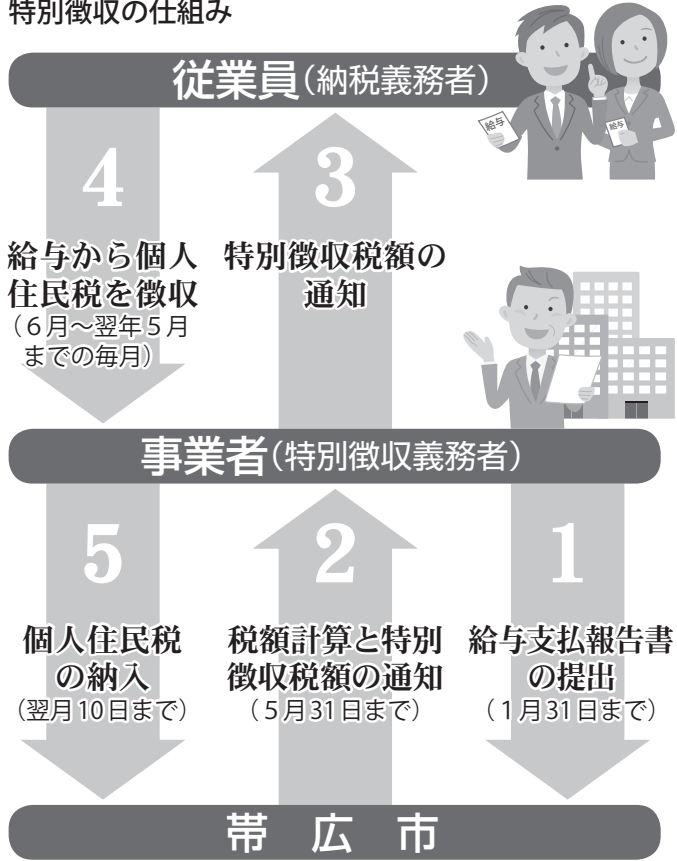 特別徴収の仕組み
従業員（納税義務者）
給与
給与
4
給与から個人
住民税を徴収
（6月～翌年5月
までの毎月）
3
特別徴収税額の
通知
事業者（特別徴収義務者）
5
個人住民税
の納入
（翌月10日まで）
2
税額計算と特別
徴収税額の通知
（5月31日まで）
1
給与支払報告書
の提出
（1月31日まで）
帯広市